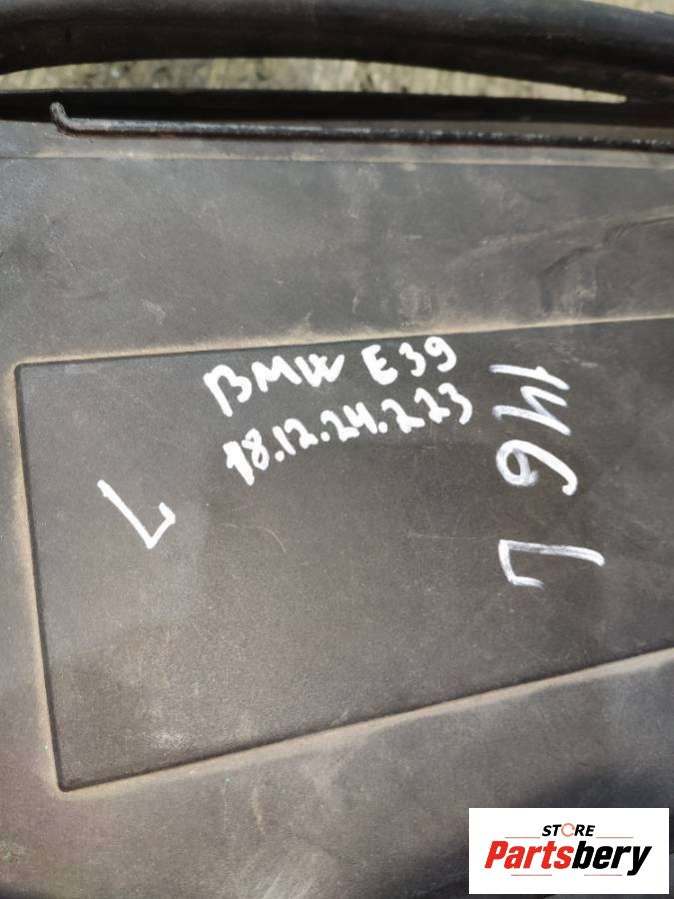 BMW E39
18.12.24.223
L
146 L
STORE
Partsbery